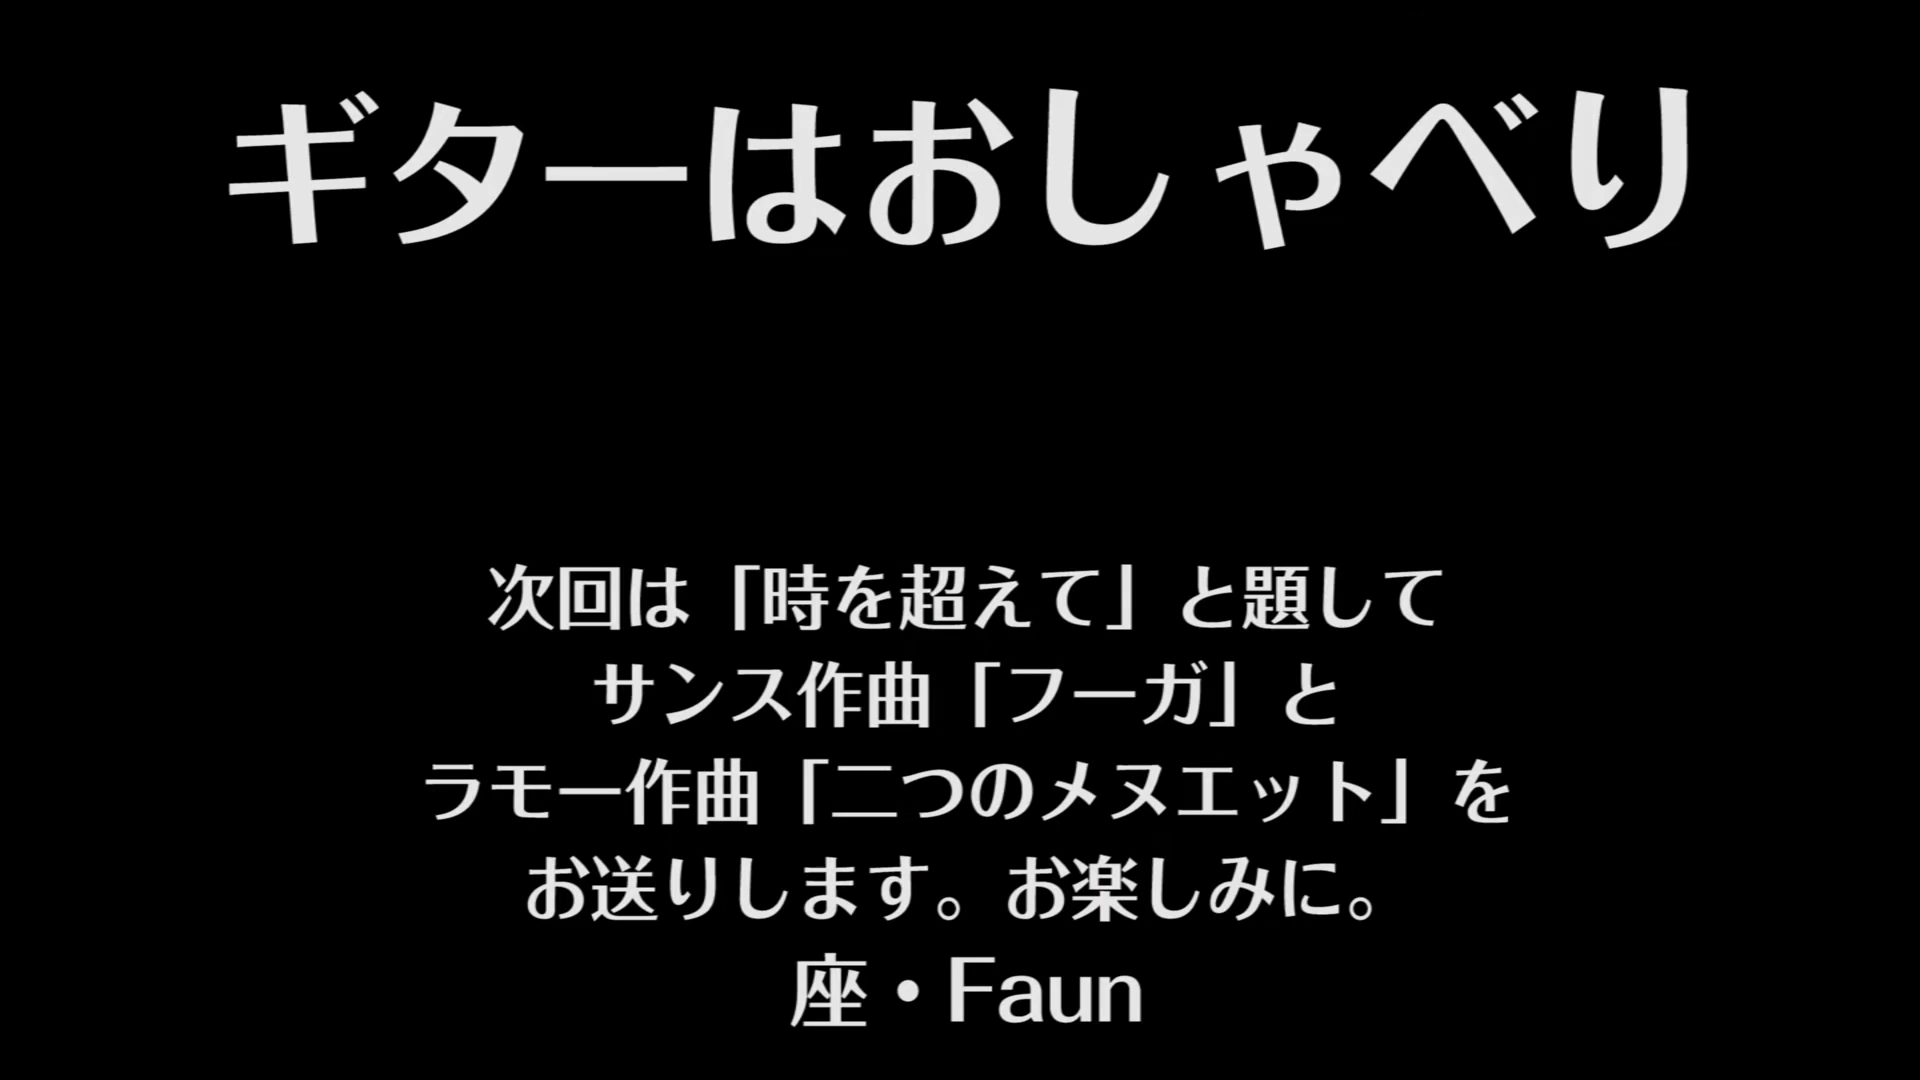 ギターはおしゃべり
次回は「時を超えて」と題して
サンス作曲「フーガ」と
ラモー作曲「二つのメヌエット」を
お送りします。お楽しみに。
座・Faun